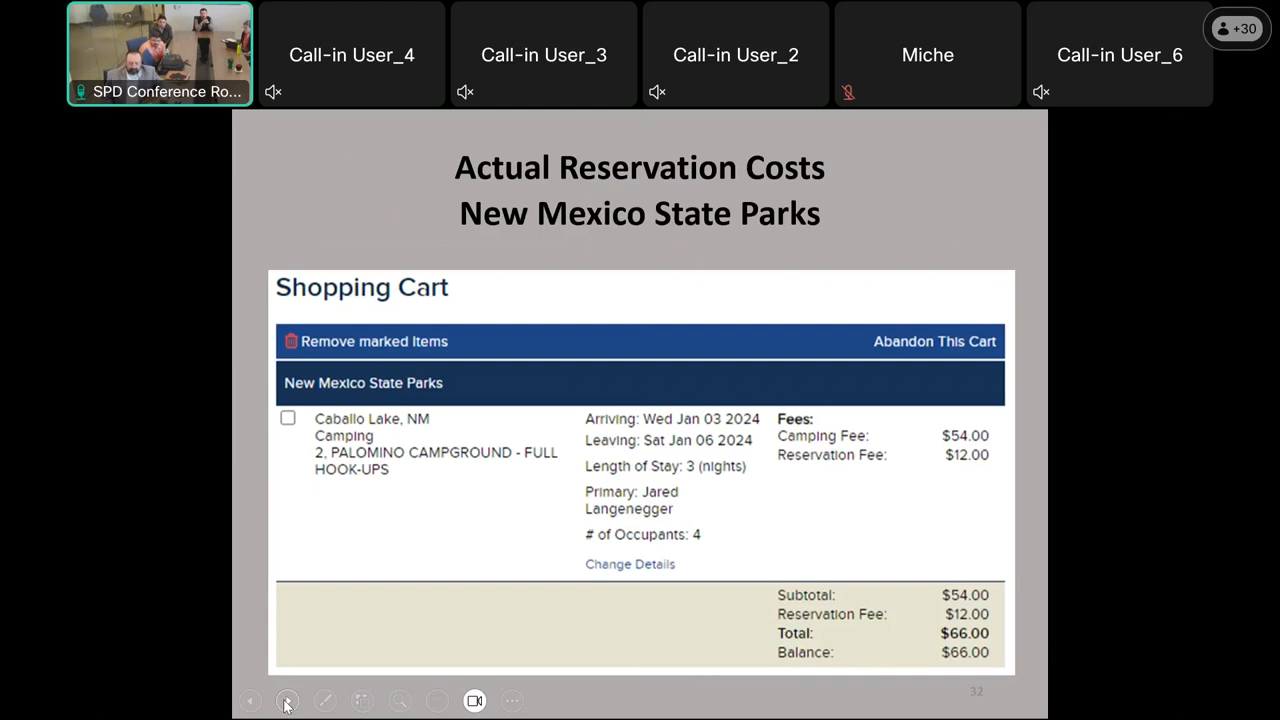 SPD Conference Ro...
Call-in User_4
Call-in User_3
Call-in User_2
Miche
Call-in User_6
+30
Actual Reservation Costs
New Mexico State Parks
Shopping Cart
Remove marked Items
Abandon This Cart
New Mexico State Parks
Caballo Lake, NM
Camping
2, PALOMINO CAMPGROUND - FULL
HOOK-UPS
Arriving: Wed Jan 03 2024
Leaving: Sat Jan 06 2024
Length of Stay: 3 (nights)
Primary: Jared
Langenegger
# of Occupants: 4
Change Details
Fees:
Camping Fee: $54.00
Reservation Fee: $12.00
Subtotal: $54.00
Reservation Fee: $12.00
Total: $66.00
Balance: $66.00
32